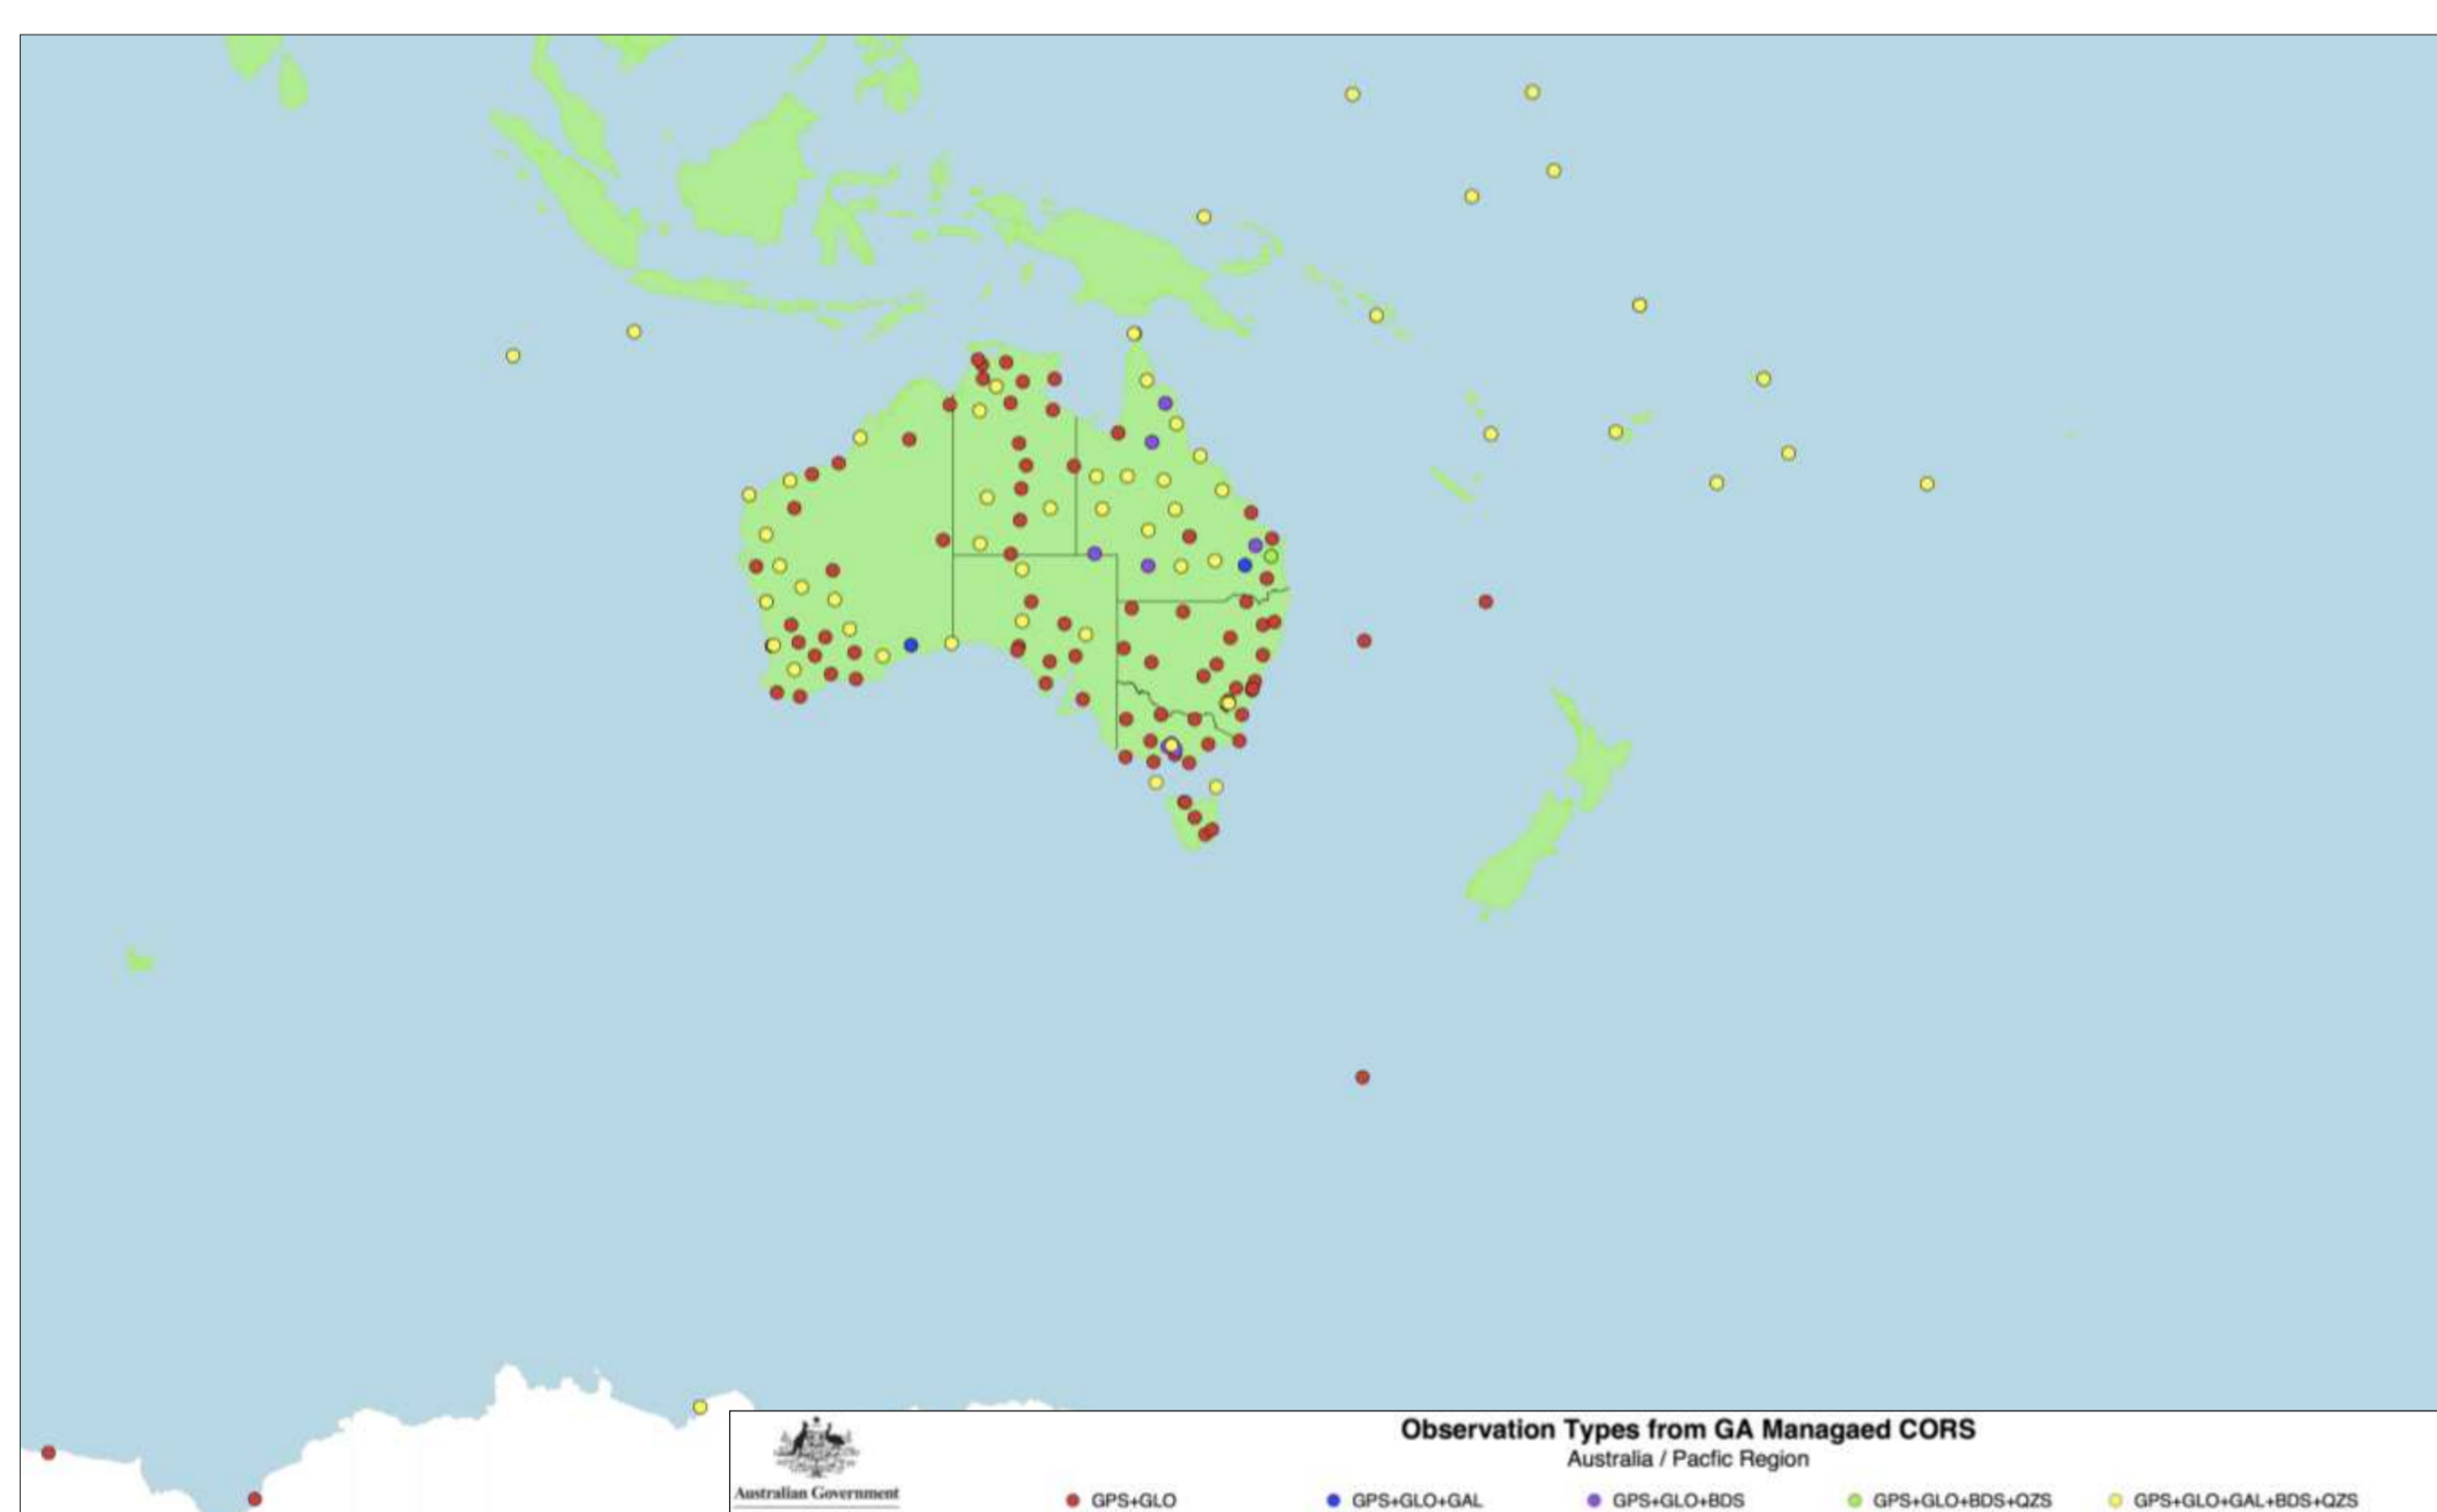 Observation Types from GA Managaed CORS
Australia / Pacfic Region
Australian Government
GPS+GLO
GPS+GLO+GAL
GPS+GLO+BDS
GPS+GLO+BDS+QZS
GPS+GLO+GAL+BDS+QZS